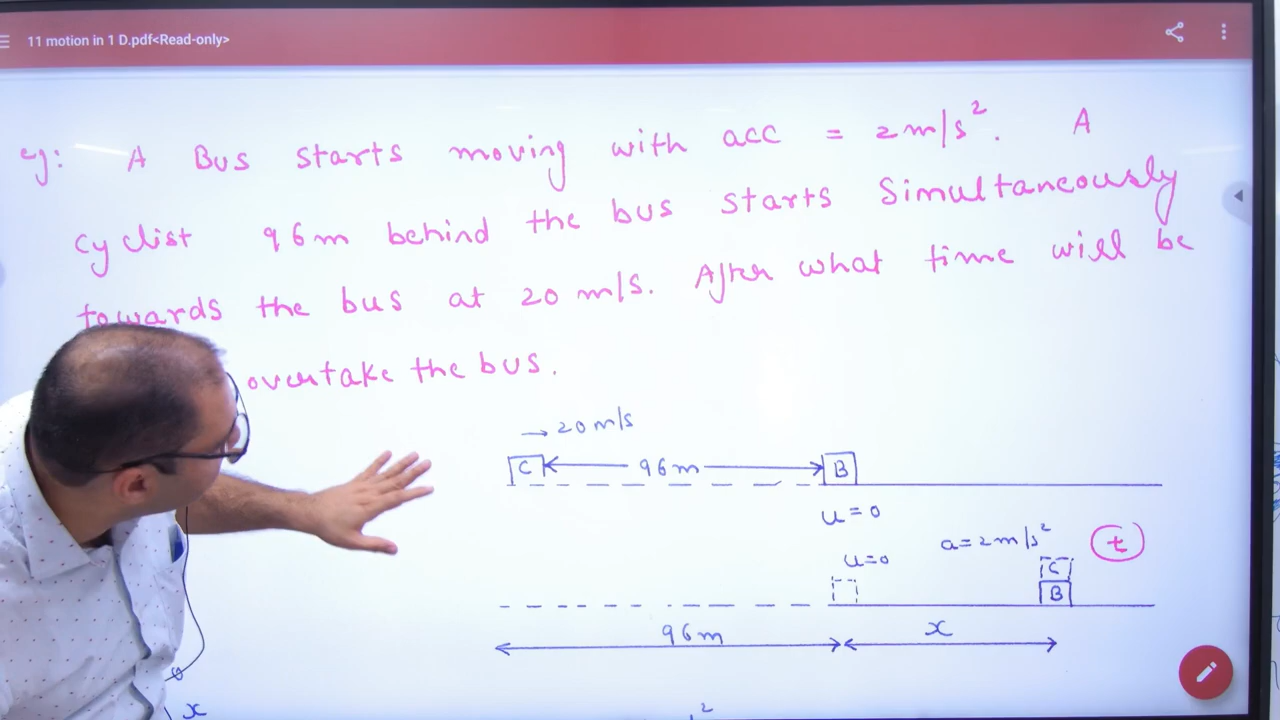 11 motion in 1 D.pdf<Read-only>
eg: A Bus starts moving with acc = 2m/s². A
cyclist 96m behind the bus starts simultaneously
towards the bus at 20 m/s. After what time will be
overtake the bus.
→ 20 m/s
C 96m B
u = 0
u=0 a=2m/s² t
C
B
96m x
x 2